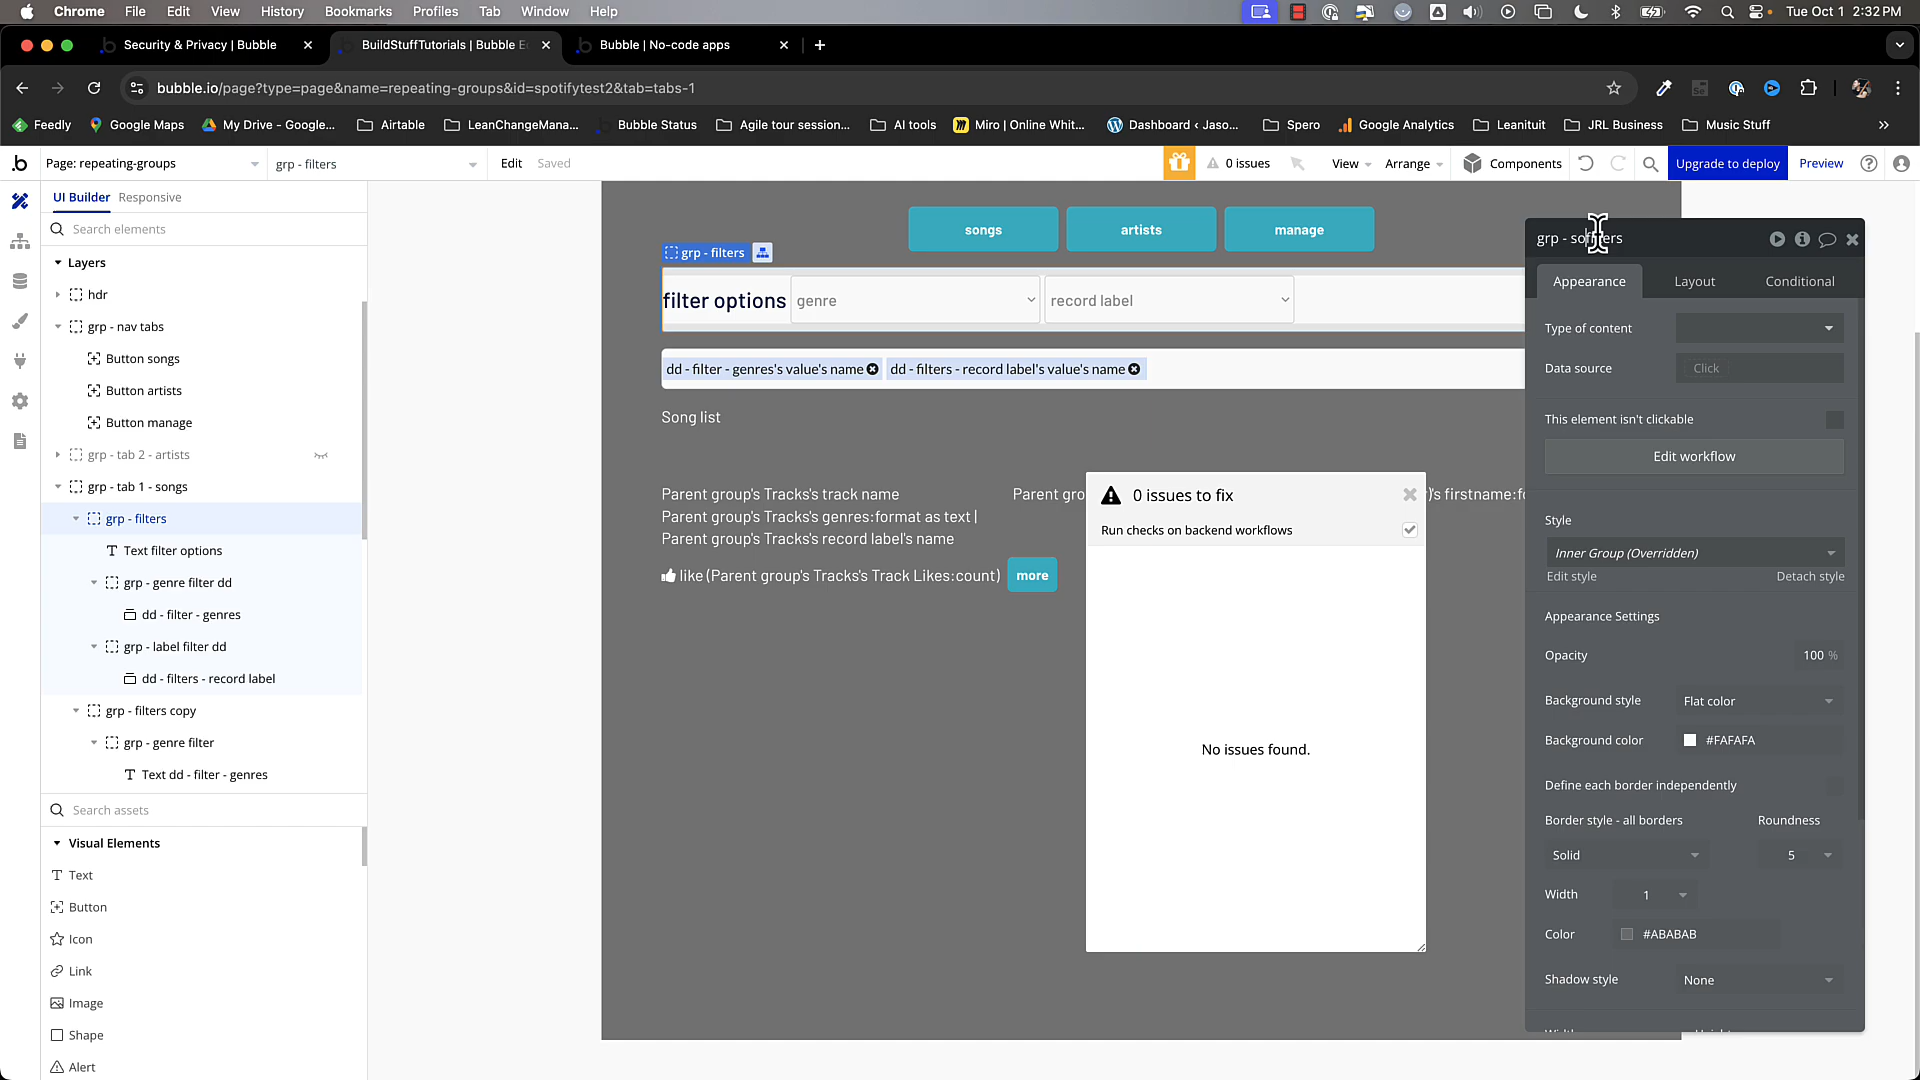 Chrome File Edit View History Bookmarks Profiles Tab Window Help
Tue Oct 1 2:32 PM
Security & Privacy | Bubble
BuildStuffTutorials | Bubble E
Bubble | No-code apps
bubble.io/page?type=page&name=repeating-groups&id=spotifytest2&tab=tabs-1
Feedly Google Maps My Drive - Google... Airtable LeanChangeMana... Bubble Status Agile tour session... AI tools Miro | Online Whit... Dashboard ‹ Jaso... Spero Google Analytics Leanintuit JRL Business Music Stuff »
Page: repeating-groups
grp - filters
Edit Saved
0 issues
View Arrange Components
Upgrade to deploy
Preview
UI Builder Responsive
Search elements
Layers
hdr
grp - nav tabs
Button songs
Button artists
Button manage
grp - tab 2 - artists
grp - tab 1 - songs
grp - filters
Text filter options
grp - genre filter dd
dd - filter - genres
grp - label filter dd
dd - filters - record label
grp - filters copy
grp - genre filter
Text dd - filter - genres
Search assets
Visual Elements
Text
Button
Icon
Link
Image
Shape
Alert
songs artists manage
grp - filters
filter options genre record label
dd - filter - genres's value's name dd - filters - record label's value's name
Song list
Parent group's Tracks's track name
Parent group's Tracks's genres:format as text |
Parent group's Tracks's record label's name
like (Parent group's Tracks's Track Likes:count) more
Parent gro
's firstname:fo
0 issues to fix
Run checks on backend workflows
No issues found.
Appearance Layout Conditional
Type of content
Data source Click
This element isn't clickable
Edit workflow
Style
Inner Group (Overridden)
Edit style Detach style
Appearance Settings
Opacity 100 %
Background style Flat color
Background color #FAFAFA
Define each border independently
Border style - all borders Roundness
Solid 5
Width 1
Color #ABABAB
Shadow style None